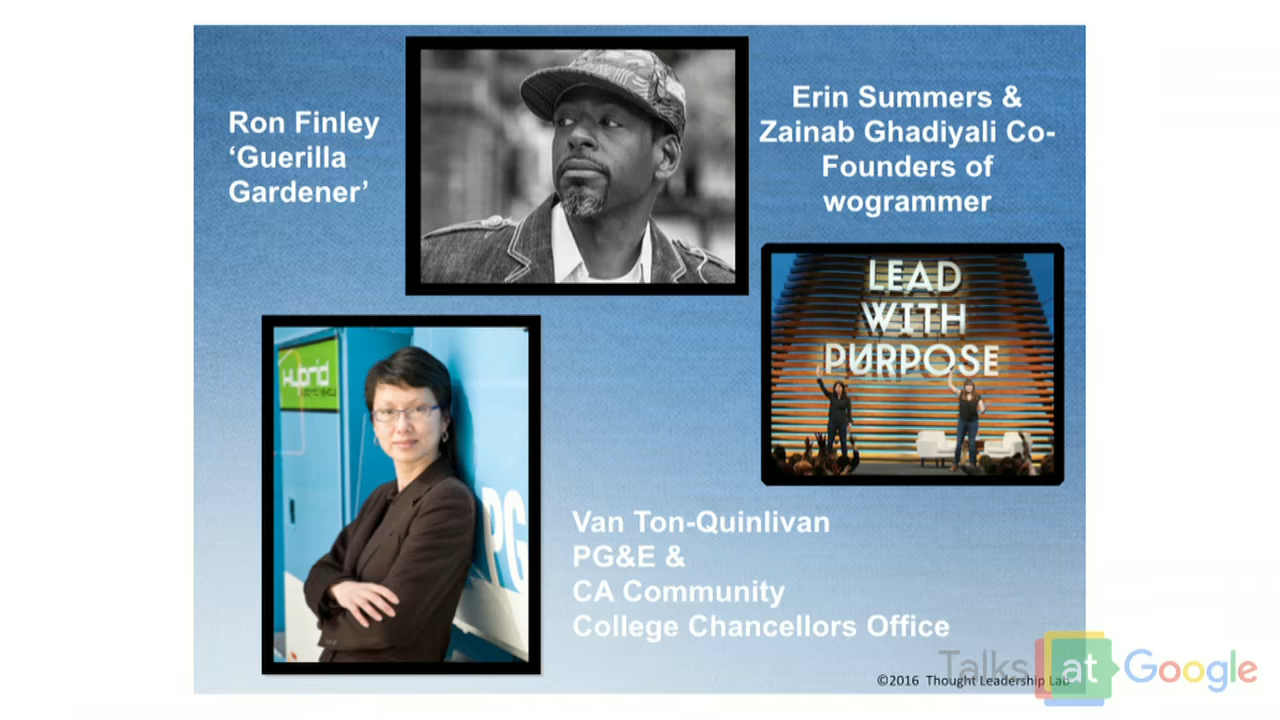 Ron Finley
‘Guerilla
Gardener’
Erin Summers &
Zainab Ghadiyali Co-
Founders of
wogrammer
LEAD
WITH
PURPOSE
Hybrid
PG
Van Ton-Quinlivan
PG&E &
CA Community
College Chancellors Office
©2016 Thought Leadership Lab
Talks at Google